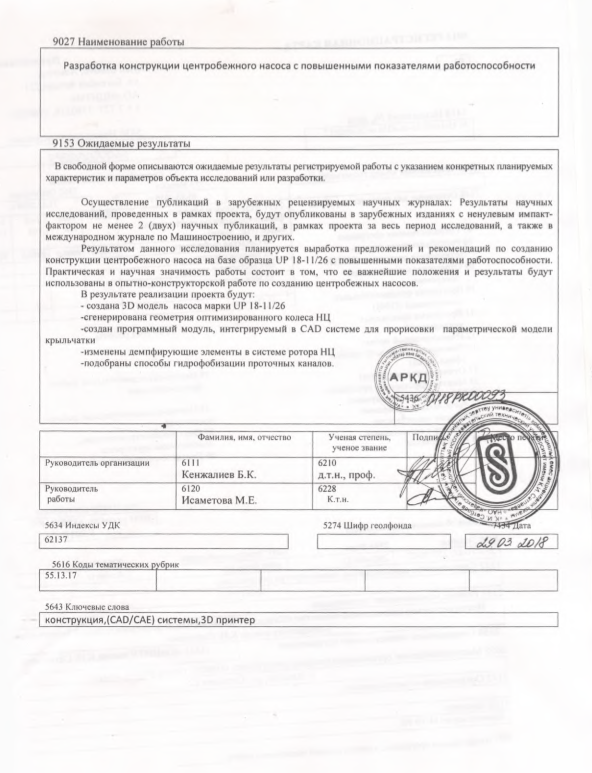 9027 Наименование работы
Разработка конструкции центробежного насоса с повышенными показателями работоспособности
9153 Ожидаемые результаты
В свободной форме описываются ожидаемые результаты регистрируемой работы с указанием конкретных планируемых
характеристик и параметров объекта исследований или разработки.
Осуществление публикаций в зарубежных рецензируемых научных журналах: Результаты научных
исследований, проведенных в рамках проекта, будут опубликованы в зарубежных изданиях с ненулевым импакт-
фактором не менее 2 (двух) научных публикаций, в рамках проекта за весь период исследований, а также в
международном журнале по Машиностроению, и других.
Результатом данного исследования планируется выработка предложений и рекомендаций по созданию
конструкции центробежного насоса на базе образца UP 18-11/26 с повышенными показателями работоспособности.
Практическая и научная значимость работы состоит в том, что ее важнейшие положения и результаты будут
использованы в опытно-конструкторской работе по созданию центробежных насосов.
В результате реализации проекта будут:
- создана 3D модель насоса марки UP 18-11/26
-сгенерирована геометрия оптимизированного колеса НЦ
-создан программный модуль, интегрируемый в CAD системе для прорисовки параметрической модели
крыльчатки
-изменены демпфирующие элементы в системе ротора НЦ
-подобраны способы гидрофобизации проточных каналов.
АРКД
5436 0118РК00093
Фамилия, имя, отчество Ученая степень, Подпись Место печати
ученое звание
Руководитель организации 6111 6210
Кенжалиев Б.К. д.т.н., проф.
Руководитель 6120 6228
работы Исаметова М.Е. К.т.н.
5634 Индексы УДК 5274 Шифр геолфонда 7434 Дата
62137 29 03 2018
5616 Коды тематических рубрик
55.13.17
5643 Ключевые слова
конструкция,(CAD/CAE) системы,3D принтер